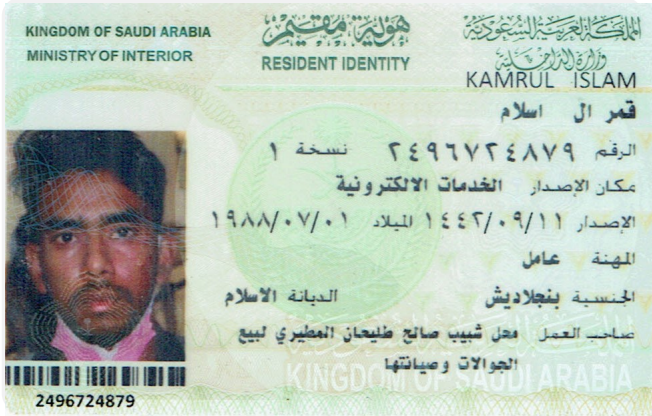 KINGDOM OF SAUDI ARABIA
MINISTRY OF INTERIOR
هوية مقيم
RESIDENT IDENTITY
المملكة العربية السعودية
وزارة الداخلية
KAMRUL ISLAM
قمر ال اسلام
الرقم ٢٤٩٦٧٢٤٨٧٩ نسخة ١
مكان الإصدار الخدمات الالكترونية
الإصدار ١٤٤٢/٠٩/١١ الميلاد ١٩٨٨/٠٧/٠١
المهنة عامل
الجنسية بنجلاديش الديانة الاسلام
صاحب العمل محل شبيب صالح طليحان المطيري لبيع
الجوالات وصيانتها
KINGDOM OF SAUDI ARABIA
2496724879